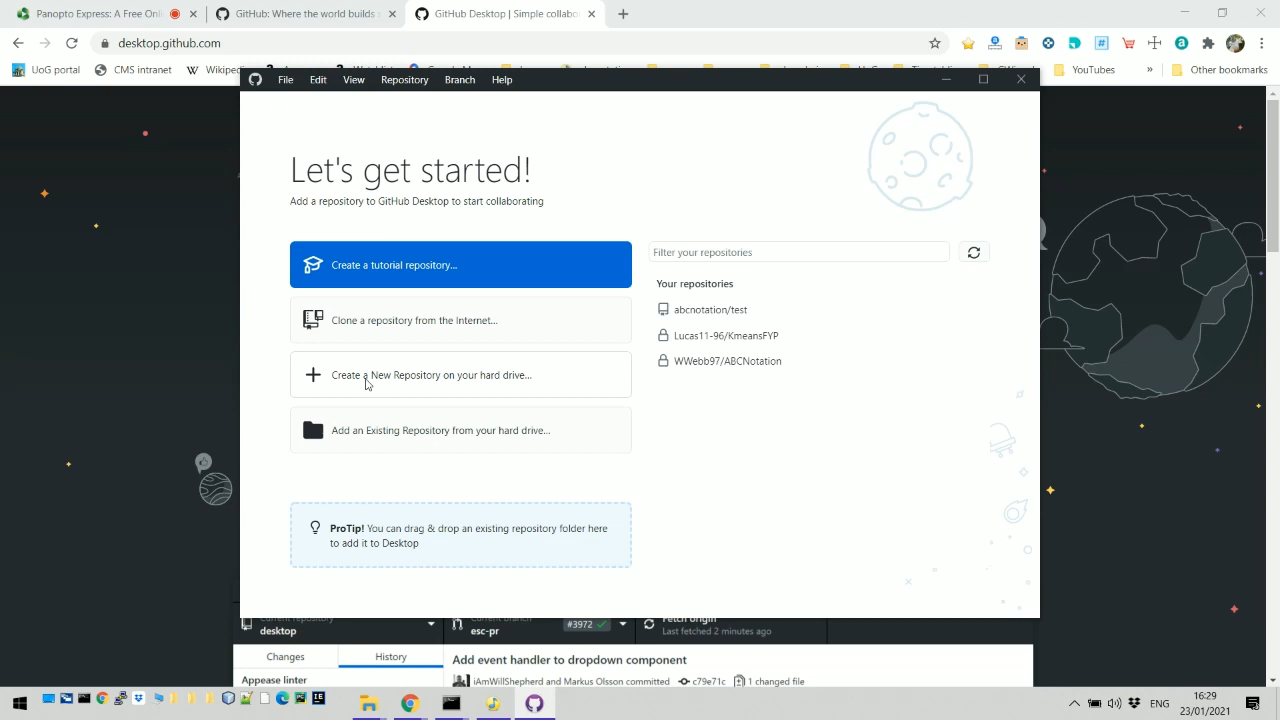 Panopto Express: A Free Onli
GitHub: Where the world builds s
GitHub Desktop | Simple collabo
desktop.github.com
UoG portal
CMS intranet
YouTubes
»
Other bookmarks
File Edit View Repository Branch Help
Let's get started!
Add a repository to GitHub Desktop to start collaborating
Create a tutorial repository...
Clone a repository from the Internet...
Create a New Repository on your hard drive...
Add an Existing Repository from your hard drive...
ProTip! You can drag & drop an existing repository folder here
to add it to Desktop
Filter your repositories
Your repositories
abcnotation/test
Lucas11-96/KmeansFYP
WWebb97/ABCNotation
Current repository
desktop
Current branch
esc-pr
#3972
Fetch origin
Last fetched 2 minutes ago
Changes
History
Add event handler to dropdown component
Appease linter
iAmWillShepherd and Markus Olsson committed
c79e71c
1 changed file
ENG
16:29
23/01/2021